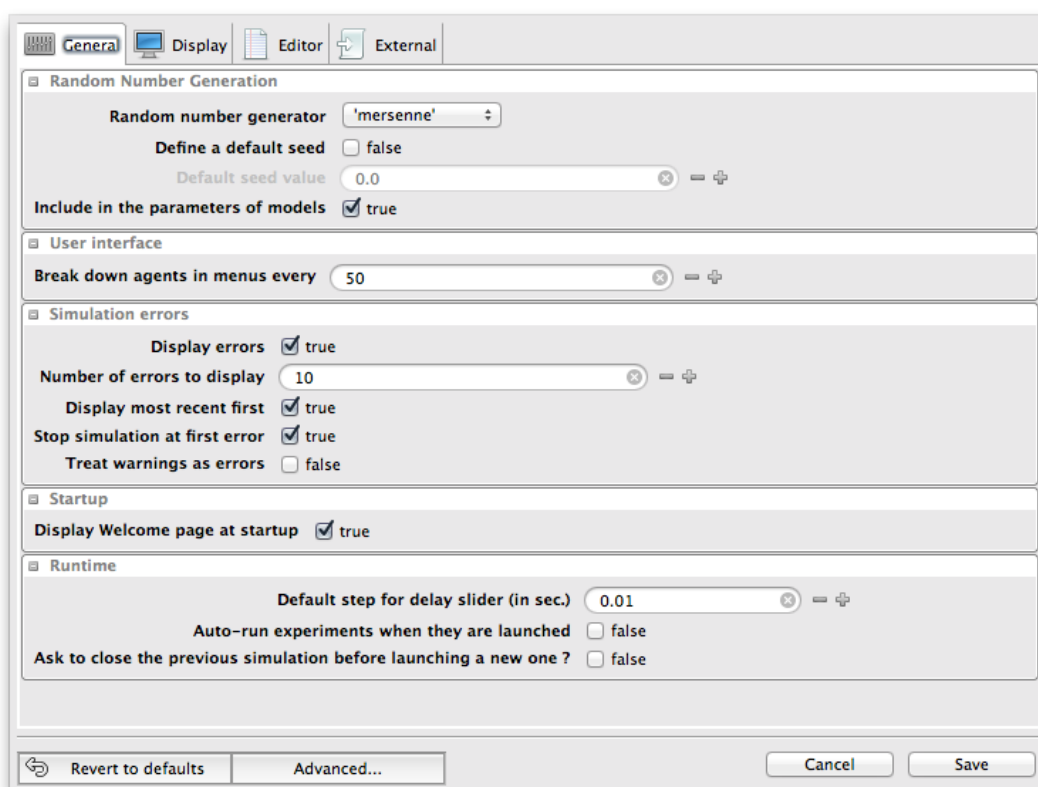 General Display Editor External
Random Number Generation
Random number generator 'mersenne'
Define a default seed false
Default seed value 0.0
Include in the parameters of models true
User interface
Break down agents in menus every 50
Simulation errors
Display errors true
Number of errors to display 10
Display most recent first true
Stop simulation at first error true
Treat warnings as errors false
Startup
Display Welcome page at startup true
Runtime
Default step for delay slider (in sec.) 0.01
Auto-run experiments when they are launched false
Ask to close the previous simulation before launching a new one ? false
Revert to defaults Advanced... Cancel Save